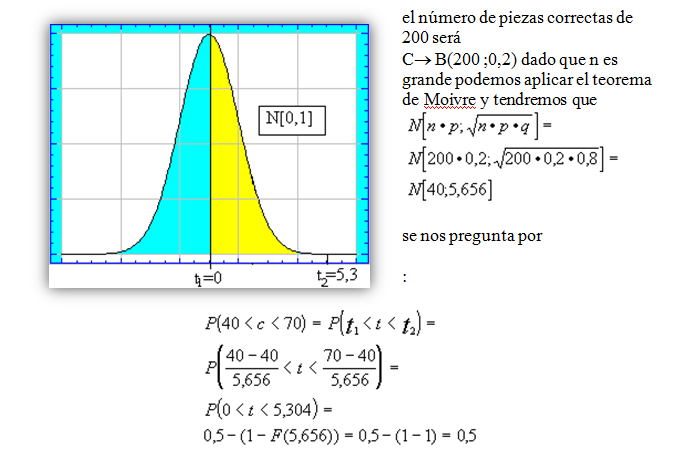 el número de piezas correctas de
200 será
C→ B(200 ;0,2) dado que n es
grande podemos aplicar el teorema
de Moivre y tendremos que
N[n•p; √n•p•q] =
N[200•0,2; √200•0,2•0,8] =
N[40;5,656]
se nos pregunta por
:
N[0,1]
t₁=0
t₂=5,3
P(40 < c < 70) = P(t₁ < t < t₂) =
P((40 − 40)/5,656 < t < (70 − 40)/5,656) =
P(0 < t < 5,304) =
0,5 − (1 − F(5,656)) = 0,5 − (1 − 1) = 0,5